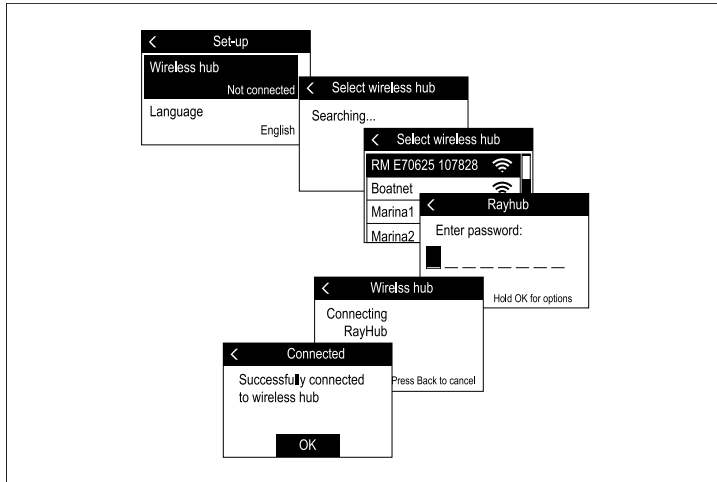 Set-up
Wireless hub
Not connected
Language
English
Select wireless hub
Searching...
Select wireless hub
RM E70625 107828
Boatnet
Marina1
Marina2
Rayhub
Enter password:
Hold OK for options
Wirelss hub
Connecting
RayHub
Press Back to cancel
Connected
Successfully connected
to wireless hub
OK